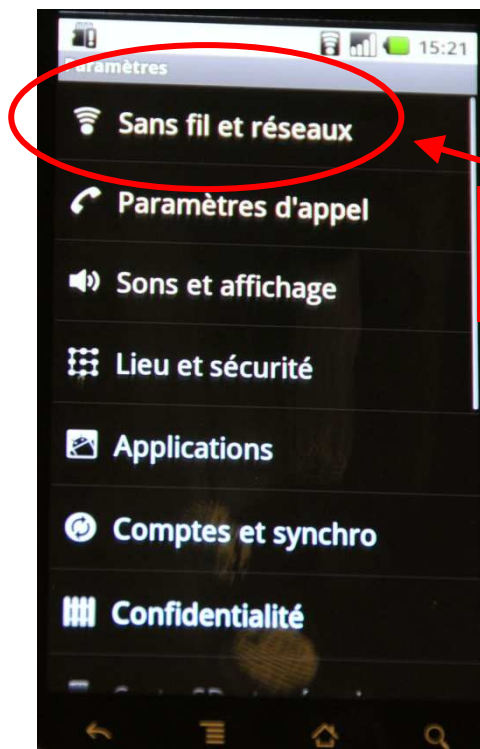 15:21
Paramètres
Sans fil et réseaux
Paramètres d'appel
Sons et affichage
Lieu et sécurité
Applications
Comptes et synchro
Confidentialité